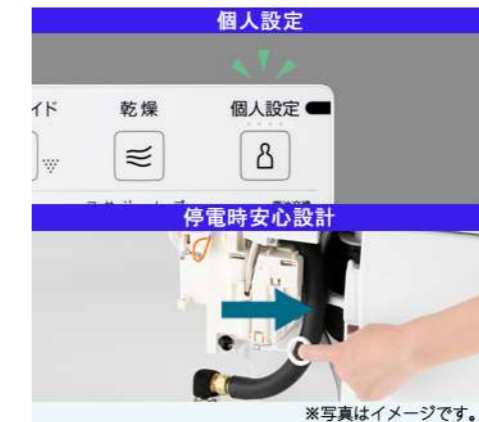 個人設定
イド 乾燥 個人設定
停電時安心設計
※写真はイメージです。